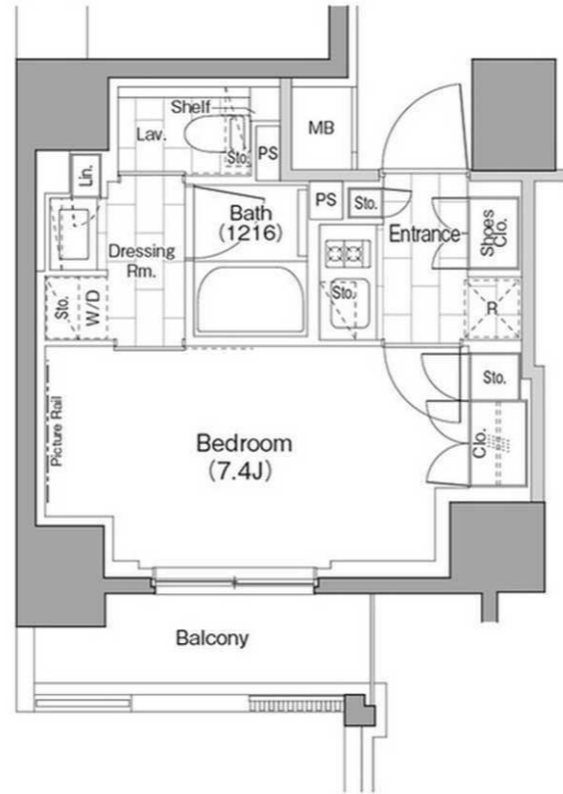 Shelf
Lav.
Sto.
PS
MB
Lin.
Bath
(1216)
PS
Sto.
Entrance
Shoes
Clo.
Dressing
Rm.
Sto.
W/D
Sto.
R
Sto.
Picture Rail
Bedroom
(7.4J)
Clo.
Balcony